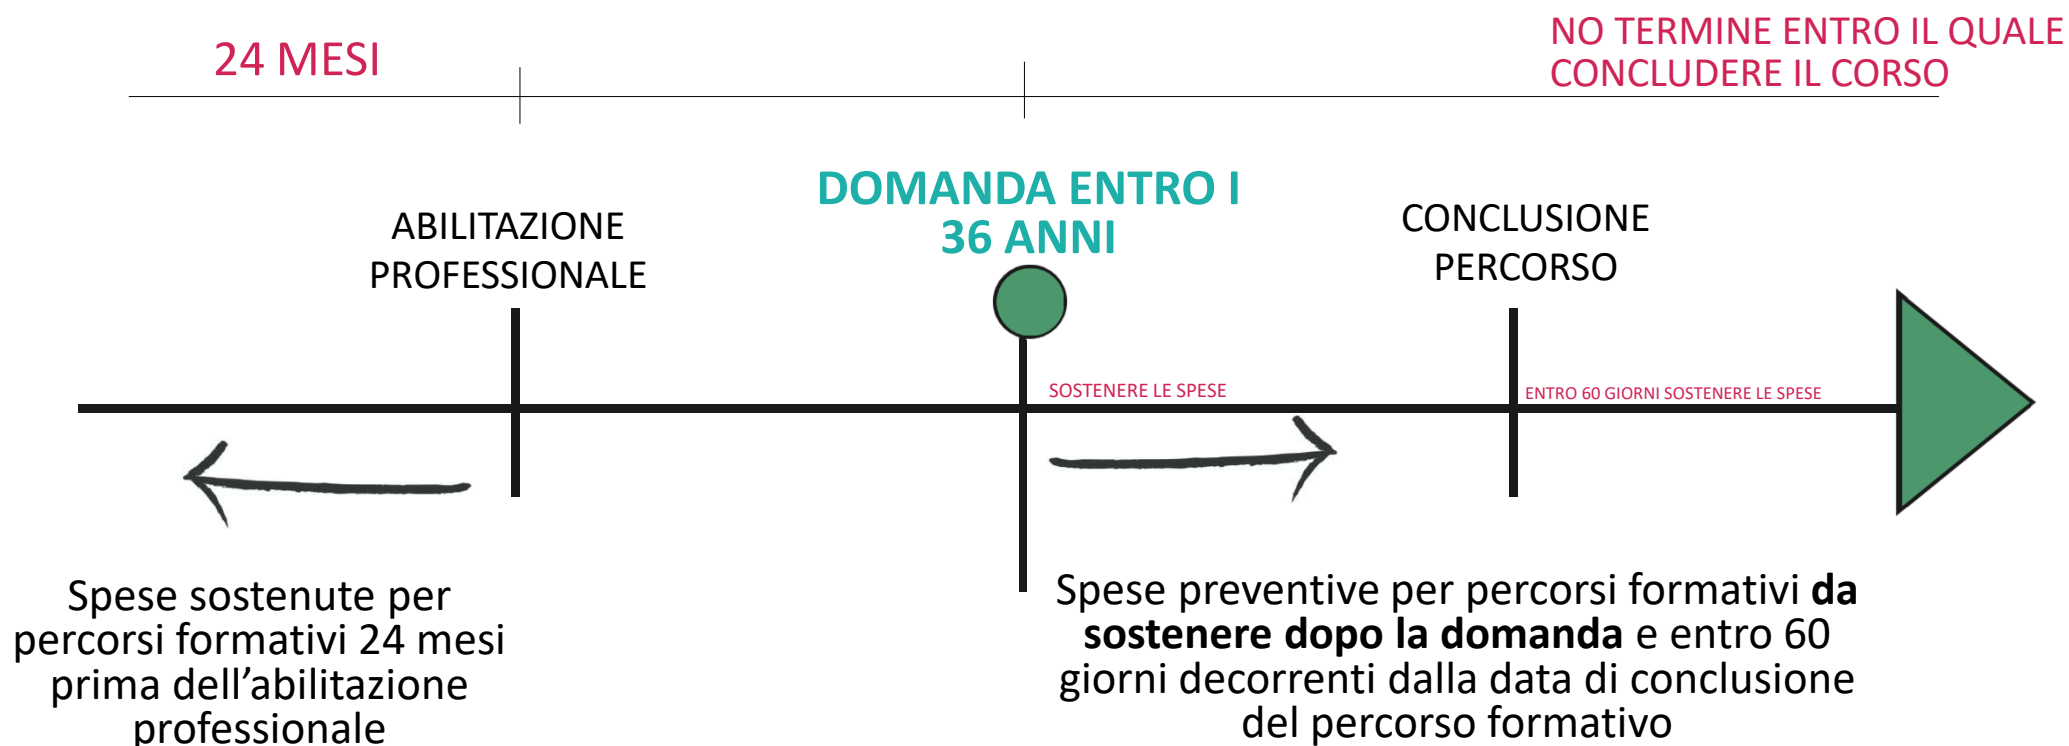 24 MESI
NO TERMINE ENTRO IL QUALE
CONCLUDERE IL CORSO
ABILITAZIONE
PROFESSIONALE
DOMANDA ENTRO I
36 ANNI
CONCLUSIONE
PERCORSO
SOSTENERE LE SPESE
ENTRO 60 GIORNI SOSTENERE LE SPESE
Spese sostenute per
percorsi formativi 24 mesi
prima dell’abilitazione
professionale
Spese preventive per percorsi formativi da
sostenere dopo la domanda e entro 60
giorni decorrenti dalla data di conclusione
del percorso formativo